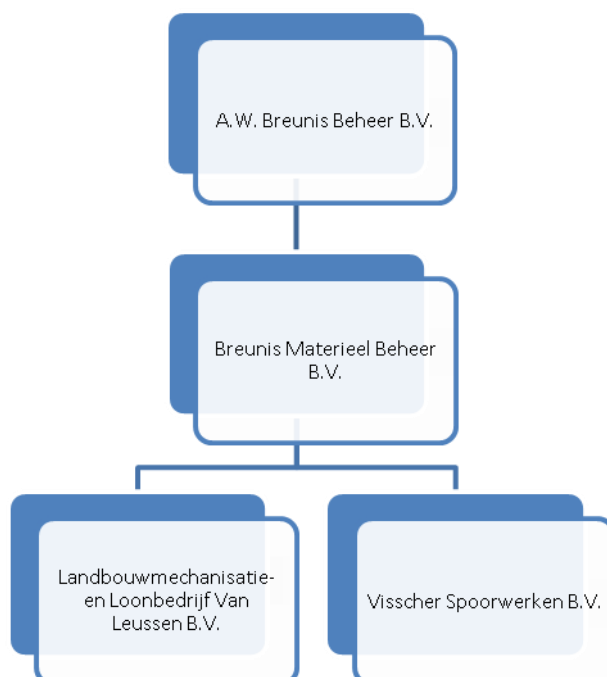 A.W. Breunis Beheer B.V.
Breunis Materieel Beheer
B.V.
Landbouwmechanisatie-
en Loonbedrijf Van
Leussen B.V.
Visscher Spoorwerken B.V.